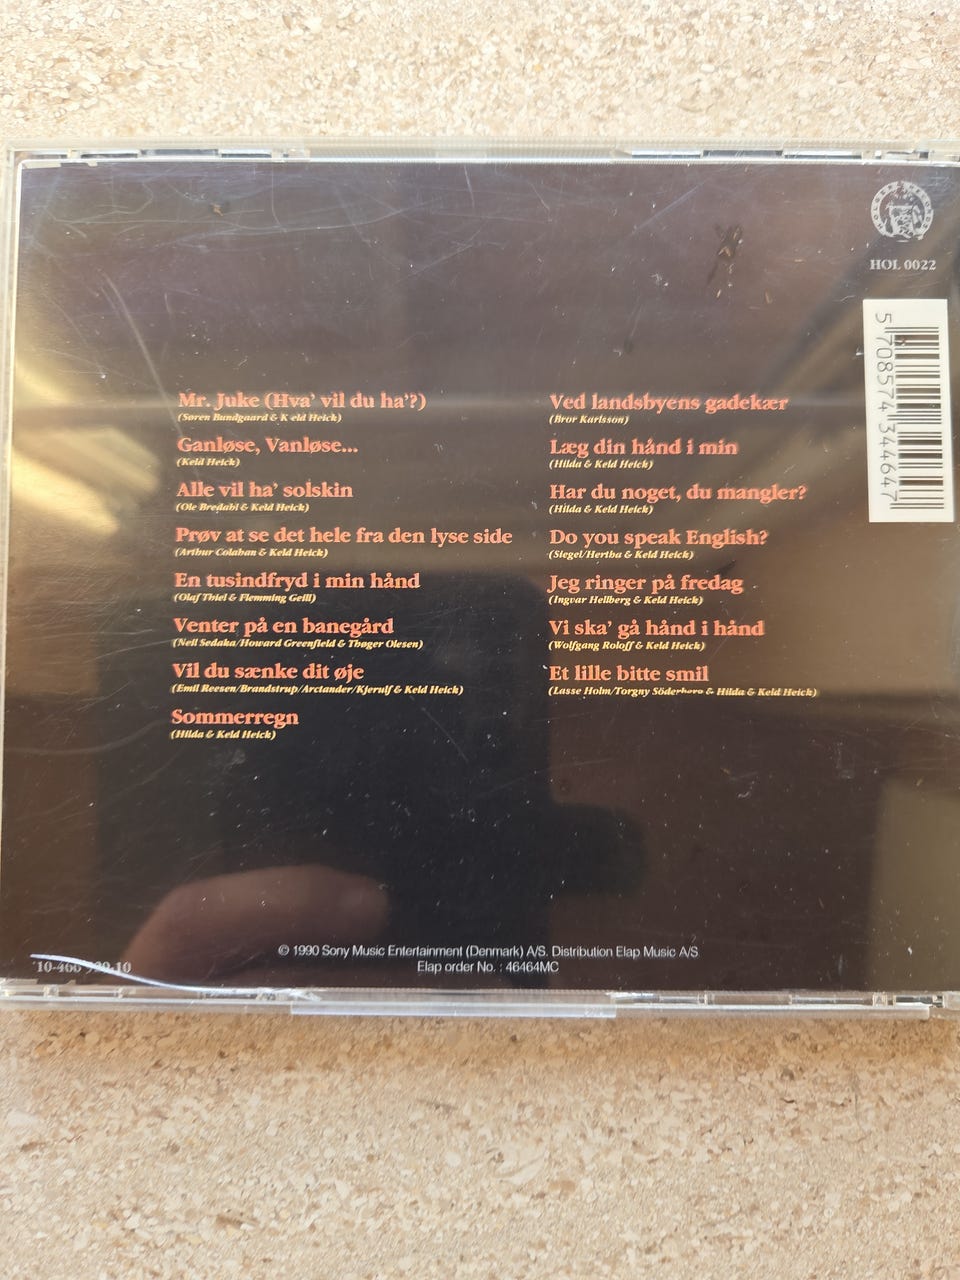 HOL 0022
5 708574 344647
Mr. Juke (Hva' vil du ha'?)
(Søren Bundgaard & Keld Heick)
Ganløse, Vanløse...
(Keld Heick)
Alle vil ha' solskin
(Ole Bredahl & Keld Heick)
Prøv at se det hele fra den lyse side
(Arthur Colahan & Keld Heick)
En tusindfryd i min hånd
(Olaf Thiel & Flemming Geill)
Venter på en banegård
(Neil Sedaka/Howard Greenfield & Thøger Olesen)
Vil du sænke dit øje
(Emil Reesen/Brandstrup/Arctander/Kjerulf & Keld Heick)
Sommerregn
(Hilda & Keld Heick)
Ved landsbyens gadekær
(Bror Karlsson)
Læg din hånd i min
(Hilda & Keld Heick)
Har du noget, du mangler?
(Hilda & Keld Heick)
Do you speak English?
(Siegel/Hertha & Keld Heick)
Jeg ringer på fredag
(Ingvar Hellberg & Keld Heick)
Vi ska' gå hånd i hånd
(Wolfgang Roloff & Keld Heick)
Et lille bitte smil
(Lasse Holm/Torgny Söderberg & Hilda & Keld Heick)
© 1990 Sony Music Entertainment (Denmark) A/S. Distribution Elap Music A/S
Elap order No. : 46464MC